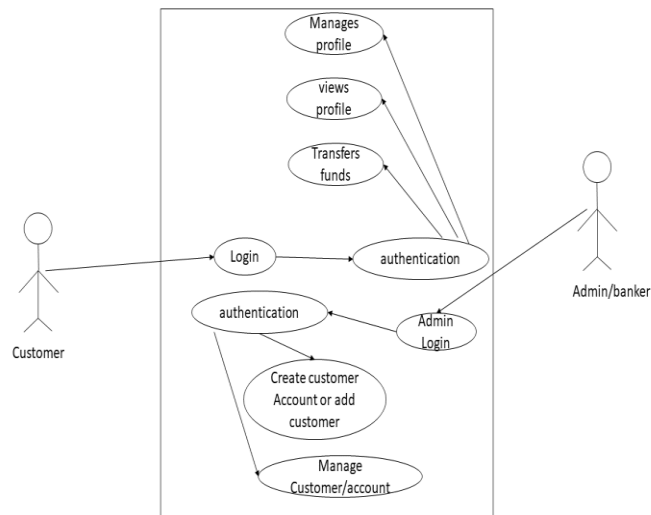 Manages
profile
views
profile
Transfers
funds
Login
authentication
Admin/banker
authentication
Admin
Login
Customer
Create customer
Account or add
customer
Manage
Customer/account